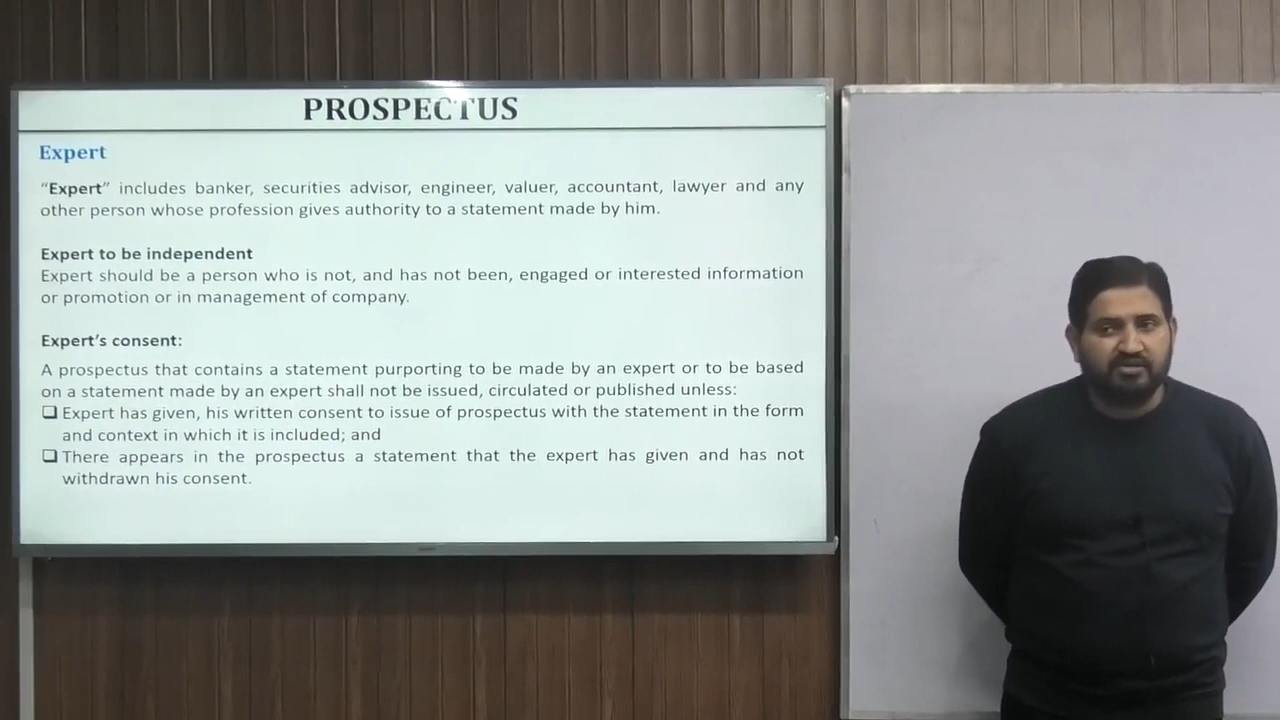 PROSPECTUS
Expert
“Expert” includes banker, securities advisor, engineer, valuer, accountant, lawyer and any
other person whose profession gives authority to a statement made by him.
Expert to be independent
Expert should be a person who is not, and has not been, engaged or interested information
or promotion or in management of company.
Expert’s consent:
A prospectus that contains a statement purporting to be made by an expert or to be based
on a statement made by an expert shall not be issued, circulated or published unless:
❑ Expert has given, his written consent to issue of prospectus with the statement in the form
and context in which it is included; and
❑ There appears in the prospectus a statement that the expert has given and has not
withdrawn his consent.